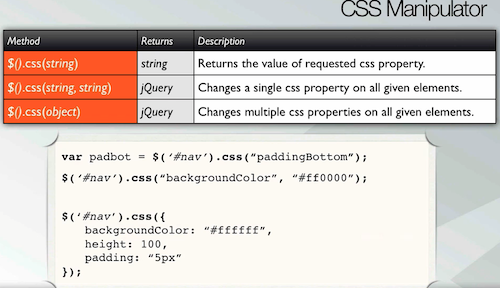 CSS Manipulator
Method Returns Description
$().css(string) string Returns the value of requested css property.
$().css(string, string) jQuery Changes a single css property on all given elements.
$().css(object) jQuery Changes multiple css properties on all given elements.
var padbot = $(‘#nav’).css(“paddingBottom”);
$(‘#nav’).css(“backgroundColor”, “#ff0000”);
$(‘#nav’).css({
backgroundColor: “#ffffff”,
height: 100,
padding: “5px”
});